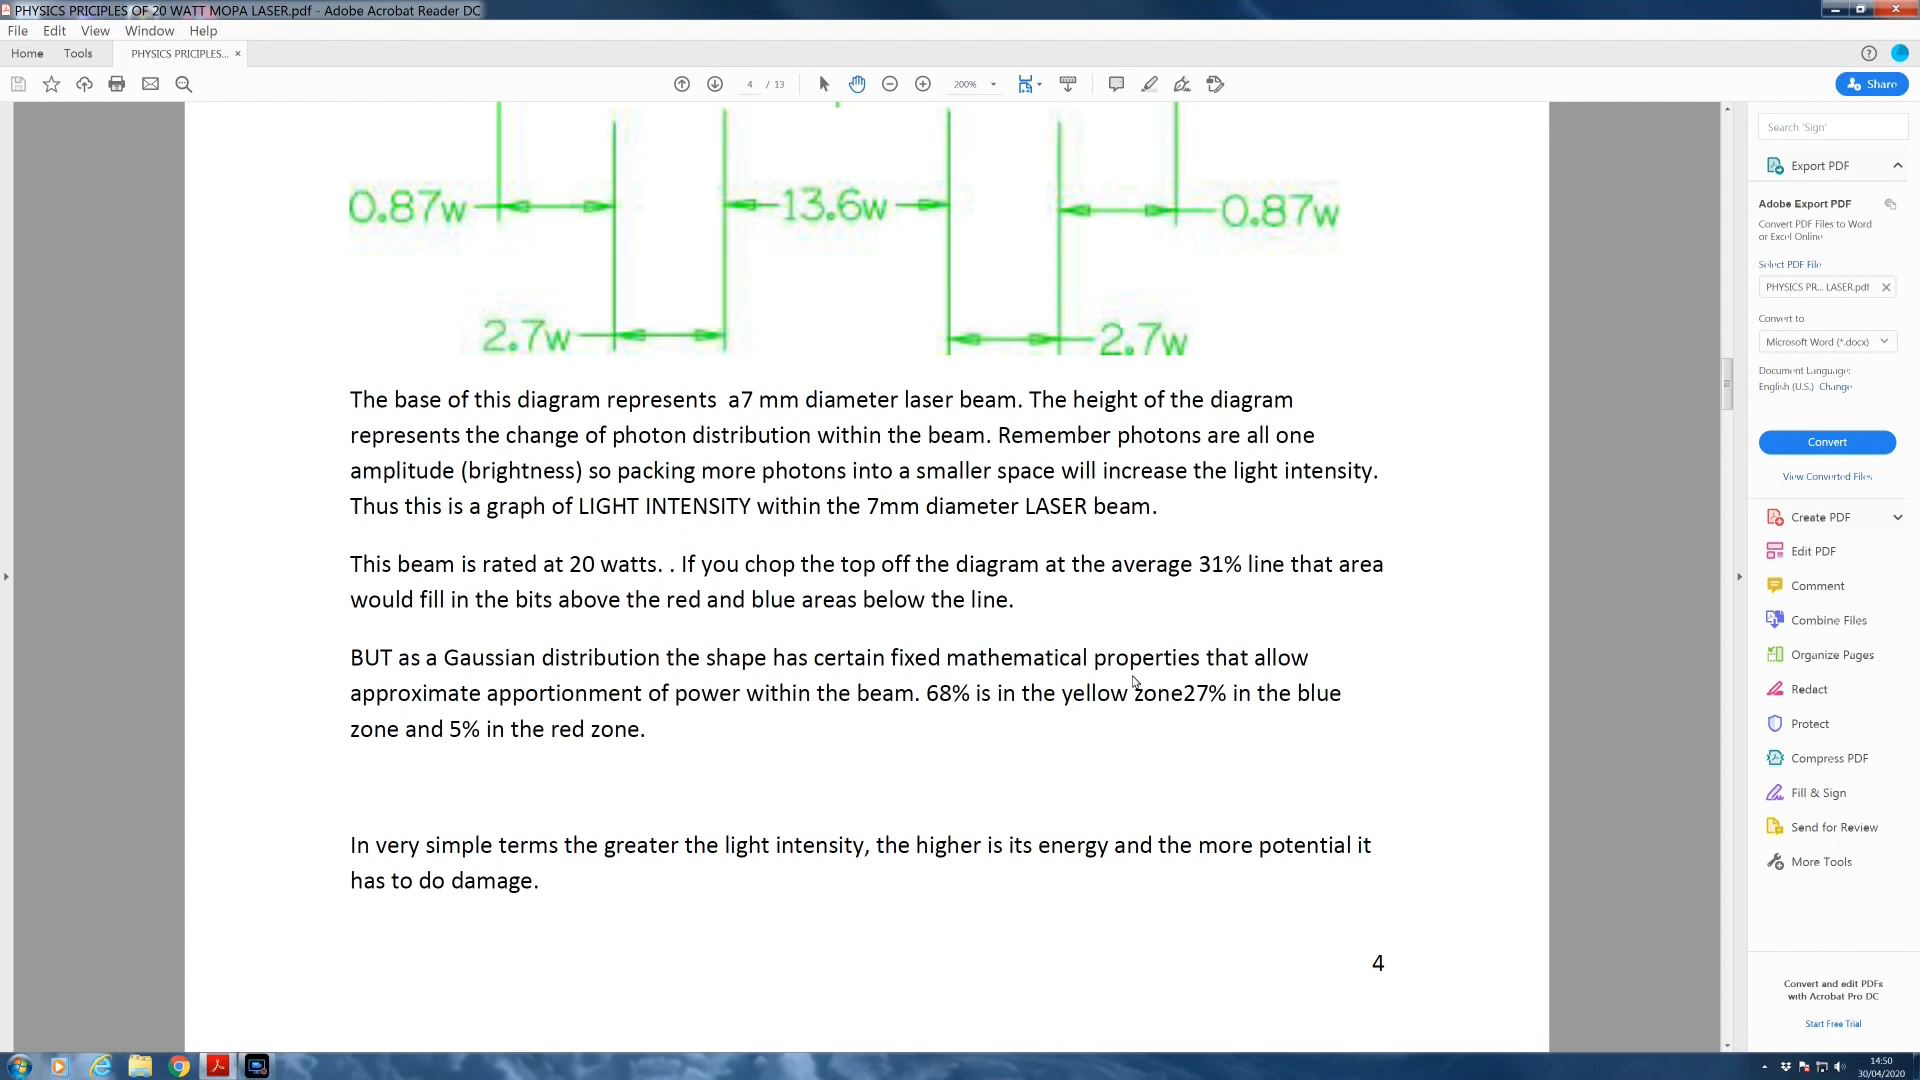 PHYSICS PRICIPLES OF 20 WATT MOPA LASER.pdf - Adobe Acrobat Reader DC
File Edit View Window Help
Home Tools PHYSICS PRICIPLES... ×
4 / 13 200% Share
Search 'Sign'
Export PDF
Adobe Export PDF
Convert PDF Files to Word
or Excel Online
Select PDF File
PHYSICS PR... LASER.pdf
Convert to
Microsoft Word (*.docx)
Document Language:
English (U.S.) Change
Convert
View Converted Files
Create PDF
Edit PDF
Comment
Combine Files
Organize Pages
Redact
Protect
Compress PDF
Fill & Sign
Send for Review
More Tools
Convert and edit PDFs
with Acrobat Pro DC
Start Free Trial
0.87w 13.6w 0.87w
2.7w 2.7w
The base of this diagram represents  a7 mm diameter laser beam. The height of the diagram
represents the change of photon distribution within the beam. Remember photons are all one
amplitude (brightness) so packing more photons into a smaller space will increase the light intensity.
Thus this is a graph of LIGHT INTENSITY within the 7mm diameter LASER beam.
This beam is rated at 20 watts. . If you chop the top off the diagram at the average 31% line that area
would fill in the bits above the red and blue areas below the line.
BUT as a Gaussian distribution the shape has certain fixed mathematical properties that allow
approximate apportionment of power within the beam. 68% is in the yellow zone27% in the blue
zone and 5% in the red zone.
In very simple terms the greater the light intensity, the higher is its energy and the more potential it
has to do damage.
4
14:50
30/04/2020